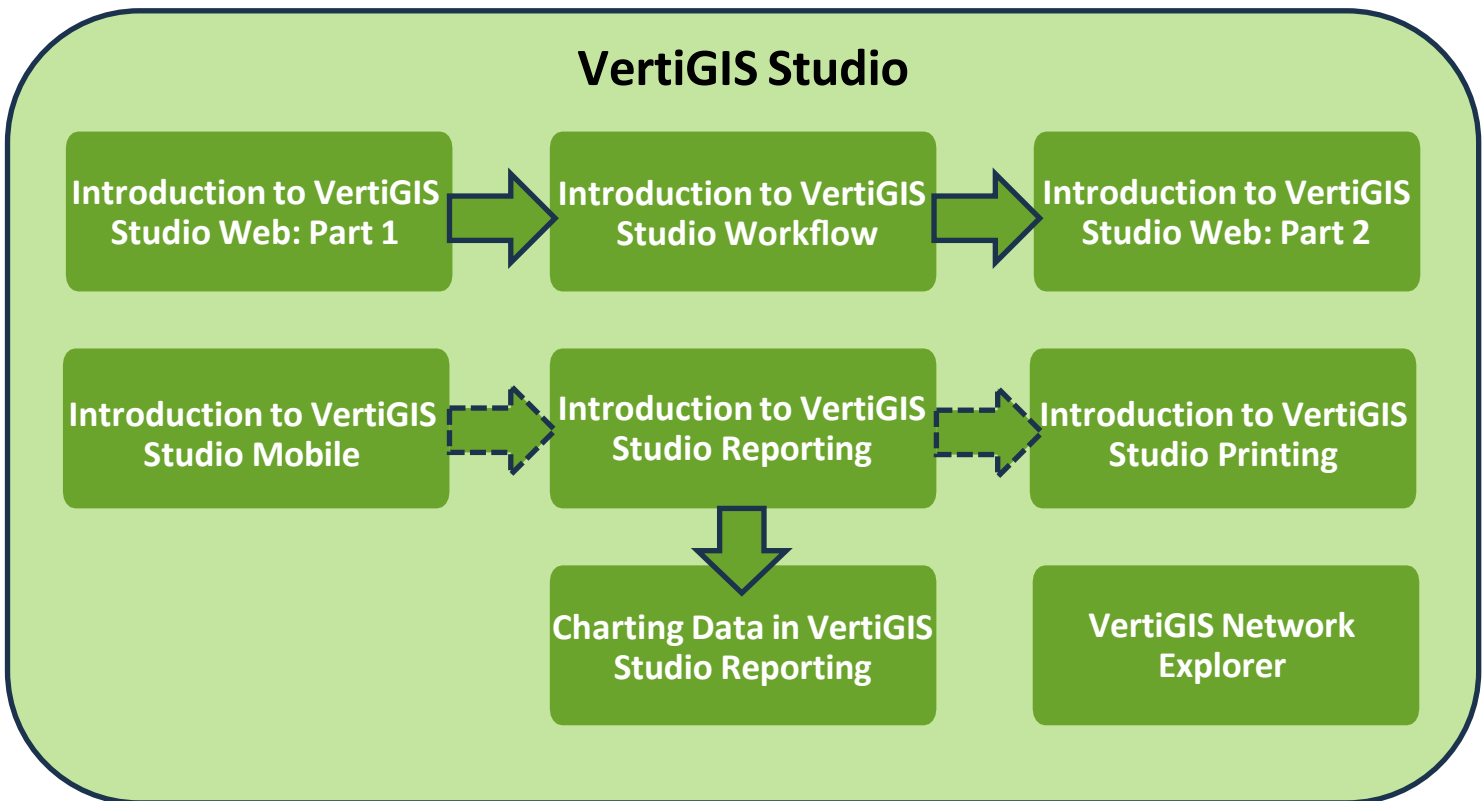 VertiGIS Studio
Introduction to VertiGIS
Studio Web: Part 1
Introduction to VertiGIS
Studio Workflow
Introduction to VertiGIS
Studio Web: Part 2
Introduction to VertiGIS
Studio Mobile
Introduction to VertiGIS
Studio Reporting
Introduction to VertiGIS
Studio Printing
Charting Data in VertiGIS
Studio Reporting
VertiGIS Network
Explorer